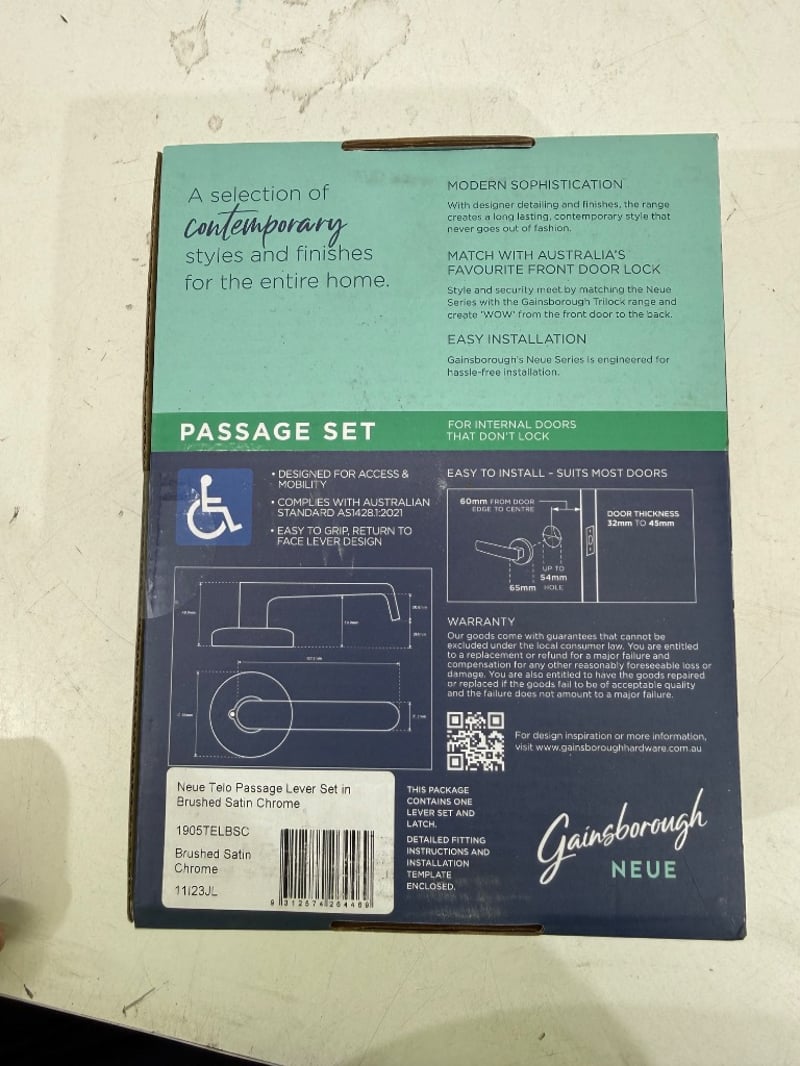 A selection of
contemporary
styles and finishes
for the entire home.
MODERN SOPHISTICATION
With designer detailing and finishes, the range
creates a long lasting, contemporary style that
never goes out of fashion.
MATCH WITH AUSTRALIA'S
FAVOURITE FRONT DOOR LOCK
Style and security meet by matching the Neue
Series with the Gainsborough Trilock range and
create 'WOW' from the front door to the back.
EASY INSTALLATION
Gainsborough's Neue Series is engineered for
hassle-free installation.
PASSAGE SET
FOR INTERNAL DOORS
THAT DON'T LOCK
• DESIGNED FOR ACCESS &
MOBILITY
• COMPLIES WITH AUSTRALIAN
STANDARD AS1428.1:2021
• EASY TO GRIP, RETURN TO
FACE LEVER DESIGN
EASY TO INSTALL – SUITS MOST DOORS
60mm FROM DOOR
EDGE TO CENTRE
DOOR THICKNESS
32mm TO 45mm
UP TO
54mm
HOLE
65mm
WARRANTY
Our goods come with guarantees that cannot be
excluded under the local consumer law. You are entitled
to a replacement or refund for a major failure and
compensation for any other reasonably foreseeable loss or
damage. You are also entitled to have the goods repaired
or replaced if the goods fail to be of acceptable quality
and the failure does not amount to a major failure.
For design inspiration or more information,
visit www.gainsboroughhardware.com.au
Neue Telo Passage Lever Set in
Brushed Satin Chrome
1905TELBSC
Brushed Satin
Chrome
11/23JL
9 312574 264469
THIS PACKAGE
CONTAINS ONE
LEVER SET AND
LATCH.
DETAILED FITTING
INSTRUCTIONS AND
INSTALLATION
TEMPLATE
ENCLOSED.
Gainsborough
NEUE